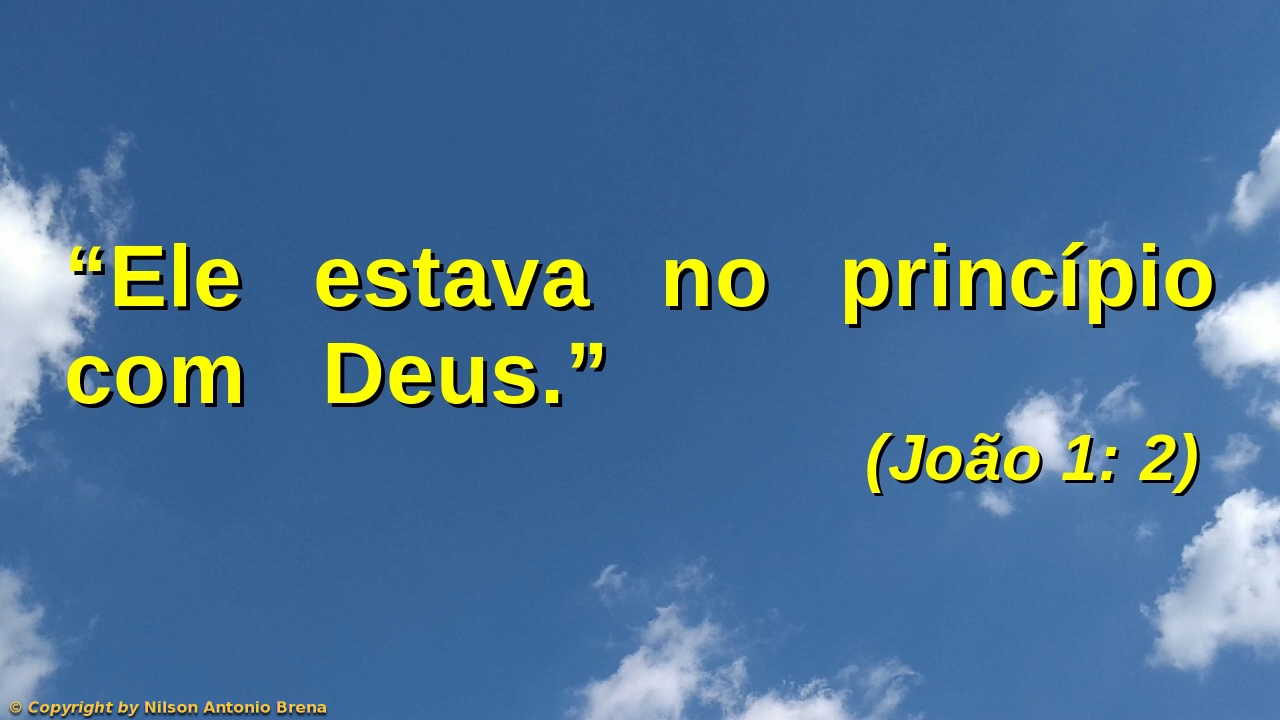 “Ele estava no princípio
com Deus.”
(João 1: 2)
© Copyright by Nilson Antonio Brena